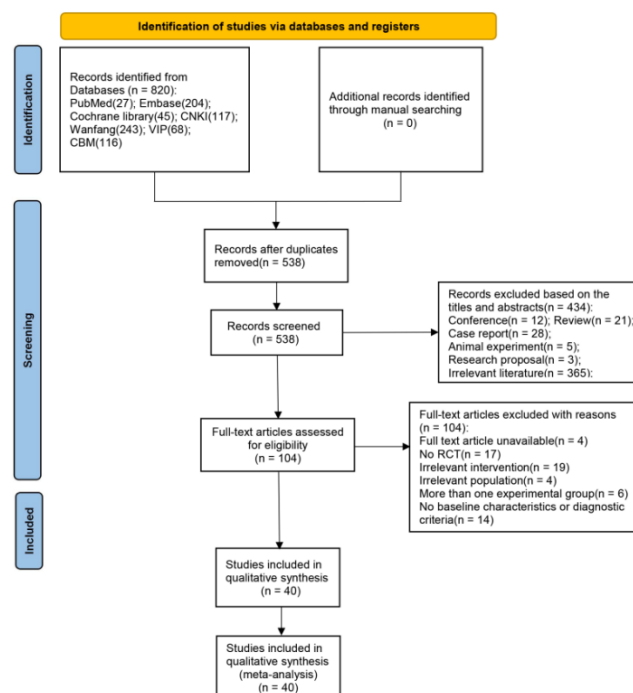 Identification of studies via databases and registers
Identification
Records identified from
Databases (n = 820):
PubMed(27); Embase(204);
Cochrane library(45); CNKI(117);
Wanfang(243); VIP(68);
CBM(116)
Additional records identified
through manual searching
(n = 0)
Screening
Records after duplicates
removed(n = 538)
Records screened
(n = 538)
Records excluded based on the
titles and abstracts(n = 434):
Conference(n = 12); Review(n = 21);
Case report(n = 28);
Animal experiment(n = 5);
Research proposal(n = 3);
Irrelevant literature(n = 365);
Full-text articles assessed
for eligibility
(n = 104)
Full-text articles excluded with reasons
(n = 104):
Full text article unavailable(n = 4)
No RCT(n = 17)
Irrelevant intervention(n = 19)
Irrelevant population(n = 4)
More than one experimental group(n = 6)
No baseline characteristics or diagnostic
criteria(n = 14)
Included
Studies included in
qualitative synthesis
(n = 40)
Studies included in
qualitative synthesis
(meta-analysis)
(n = 40)